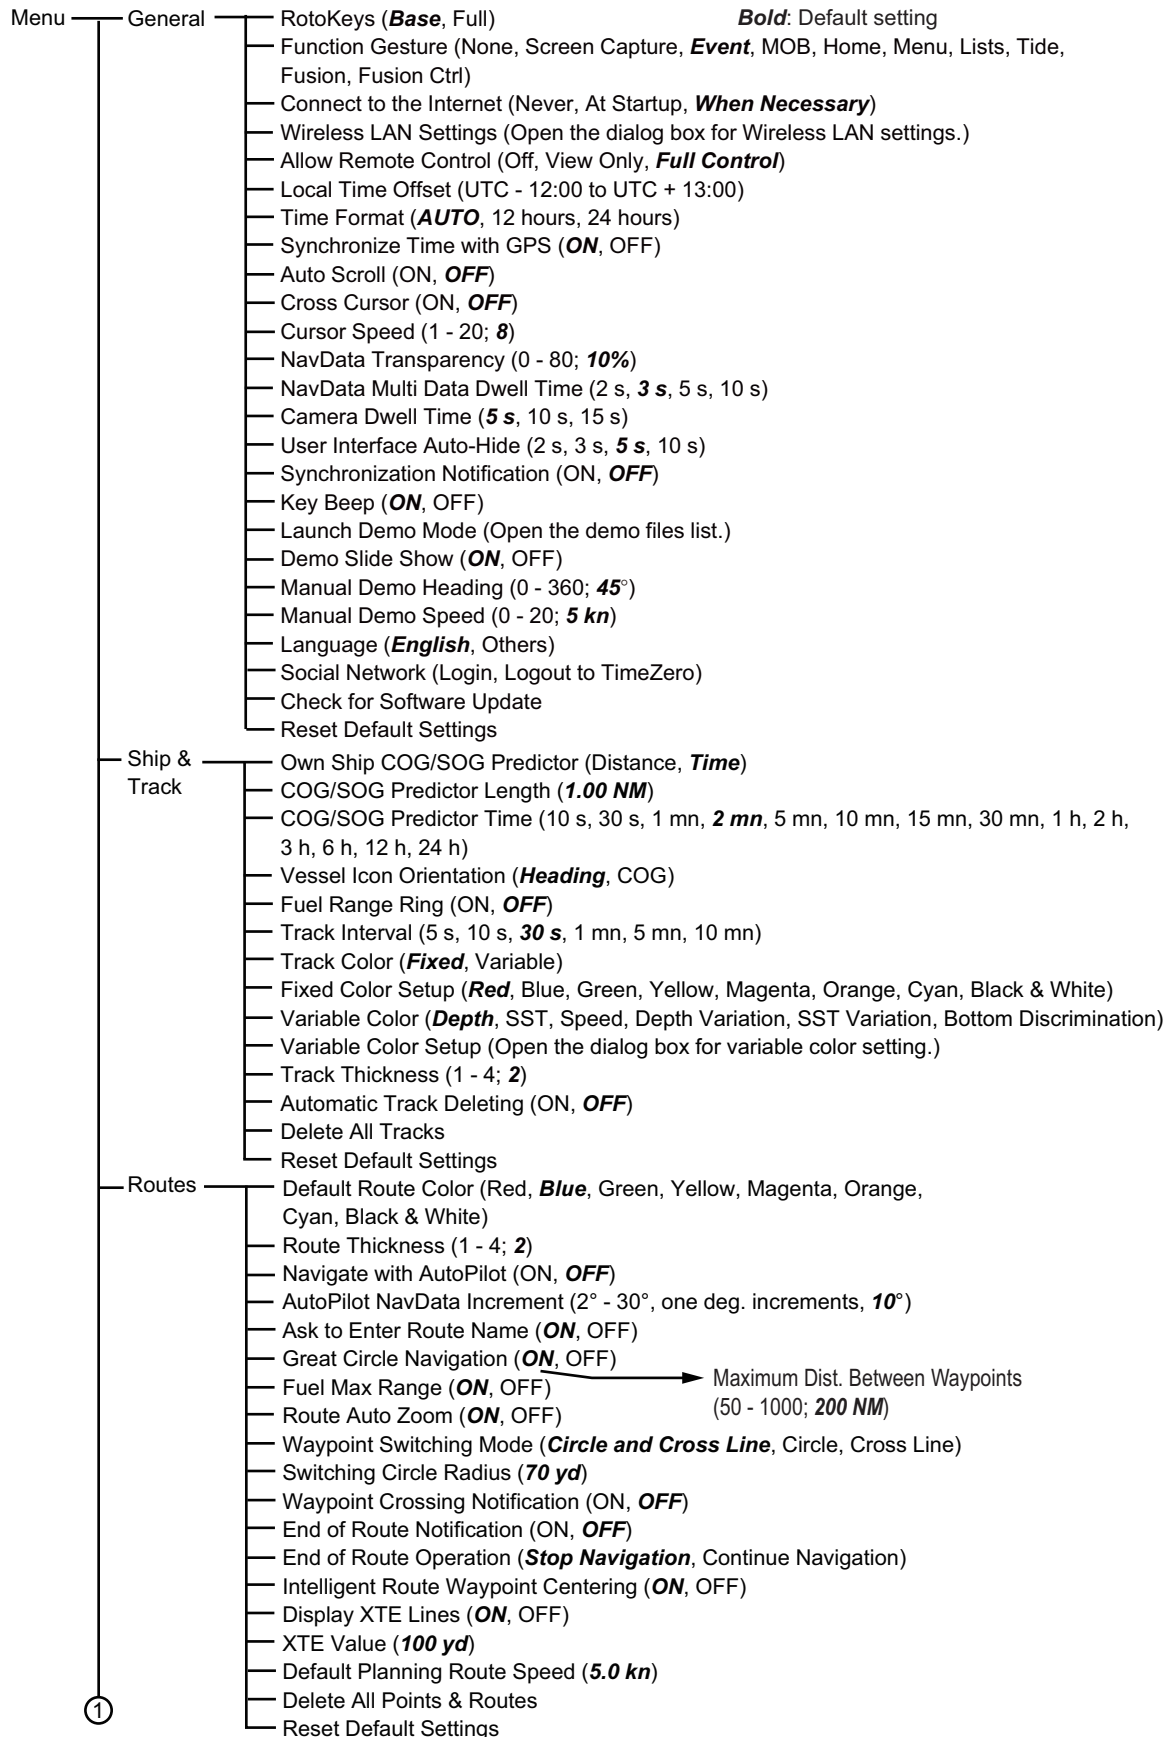 Menu General RotoKeys (Base, Full) Bold: Default setting
Function Gesture (None, Screen Capture, Event, MOB, Home, Menu, Lists, Tide,
Fusion, Fusion Ctrl)
Connect to the Internet (Never, At Startup, When Necessary)
Wireless LAN Settings (Open the dialog box for Wireless LAN settings.)
Allow Remote Control (Off, View Only, Full Control)
Local Time Offset (UTC - 12:00 to UTC + 13:00)
Time Format (AUTO, 12 hours, 24 hours)
Synchronize Time with GPS (ON, OFF)
Auto Scroll (ON, OFF)
Cross Cursor (ON, OFF)
Cursor Speed (1 - 20; 8)
NavData Transparency (0 - 80; 10%)
NavData Multi Data Dwell Time (2 s, 3 s, 5 s, 10 s)
Camera Dwell Time (5 s, 10 s, 15 s)
User Interface Auto-Hide (2 s, 3 s, 5 s, 10 s)
Synchronization Notification (ON, OFF)
Key Beep (ON, OFF)
Launch Demo Mode (Open the demo files list.)
Demo Slide Show (ON, OFF)
Manual Demo Heading (0 - 360; 45°)
Manual Demo Speed (0 - 20; 5 kn)
Language (English, Others)
Social Network (Login, Logout to TimeZero)
Check for Software Update
Reset Default Settings
Ship &
Track
Own Ship COG/SOG Predictor (Distance, Time)
COG/SOG Predictor Length (1.00 NM)
COG/SOG Predictor Time (10 s, 30 s, 1 mn, 2 mn, 5 mn, 10 mn, 15 mn, 30 mn, 1 h, 2 h,
3 h, 6 h, 12 h, 24 h)
Vessel Icon Orientation (Heading, COG)
Fuel Range Ring (ON, OFF)
Track Interval (5 s, 10 s, 30 s, 1 mn, 5 mn, 10 mn)
Track Color (Fixed, Variable)
Fixed Color Setup (Red, Blue, Green, Yellow, Magenta, Orange, Cyan, Black & White)
Variable Color (Depth, SST, Speed, Depth Variation, SST Variation, Bottom Discrimination)
Variable Color Setup (Open the dialog box for variable color setting.)
Track Thickness (1 - 4; 2)
Automatic Track Deleting (ON, OFF)
Delete All Tracks
Reset Default Settings
Routes Default Route Color (Red, Blue, Green, Yellow, Magenta, Orange,
Cyan, Black & White)
Route Thickness (1 - 4; 2)
Navigate with AutoPilot (ON, OFF)
AutoPilot NavData Increment (2° - 30°, one deg. increments, 10°)
Ask to Enter Route Name (ON, OFF)
Great Circle Navigation (ON, OFF)
Maximum Dist. Between Waypoints
(50 - 1000; 200 NM)
Fuel Max Range (ON, OFF)
Route Auto Zoom (ON, OFF)
Waypoint Switching Mode (Circle and Cross Line, Circle, Cross Line)
Switching Circle Radius (70 yd)
Waypoint Crossing Notification (ON, OFF)
End of Route Notification (ON, OFF)
End of Route Operation (Stop Navigation, Continue Navigation)
Intelligent Route Waypoint Centering (ON, OFF)
Display XTE Lines (ON, OFF)
XTE Value (100 yd)
Default Planning Route Speed (5.0 kn)
Delete All Points & Routes
Reset Default Settings
1